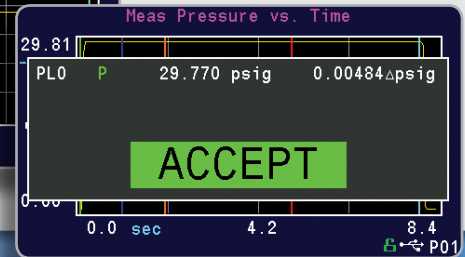 Meas Pressure vs. Time
29.81
PL0 P 29.770 psig 0.00484△psig
ACCEPT
0.00
0.0 sec 4.2 8.4
P01